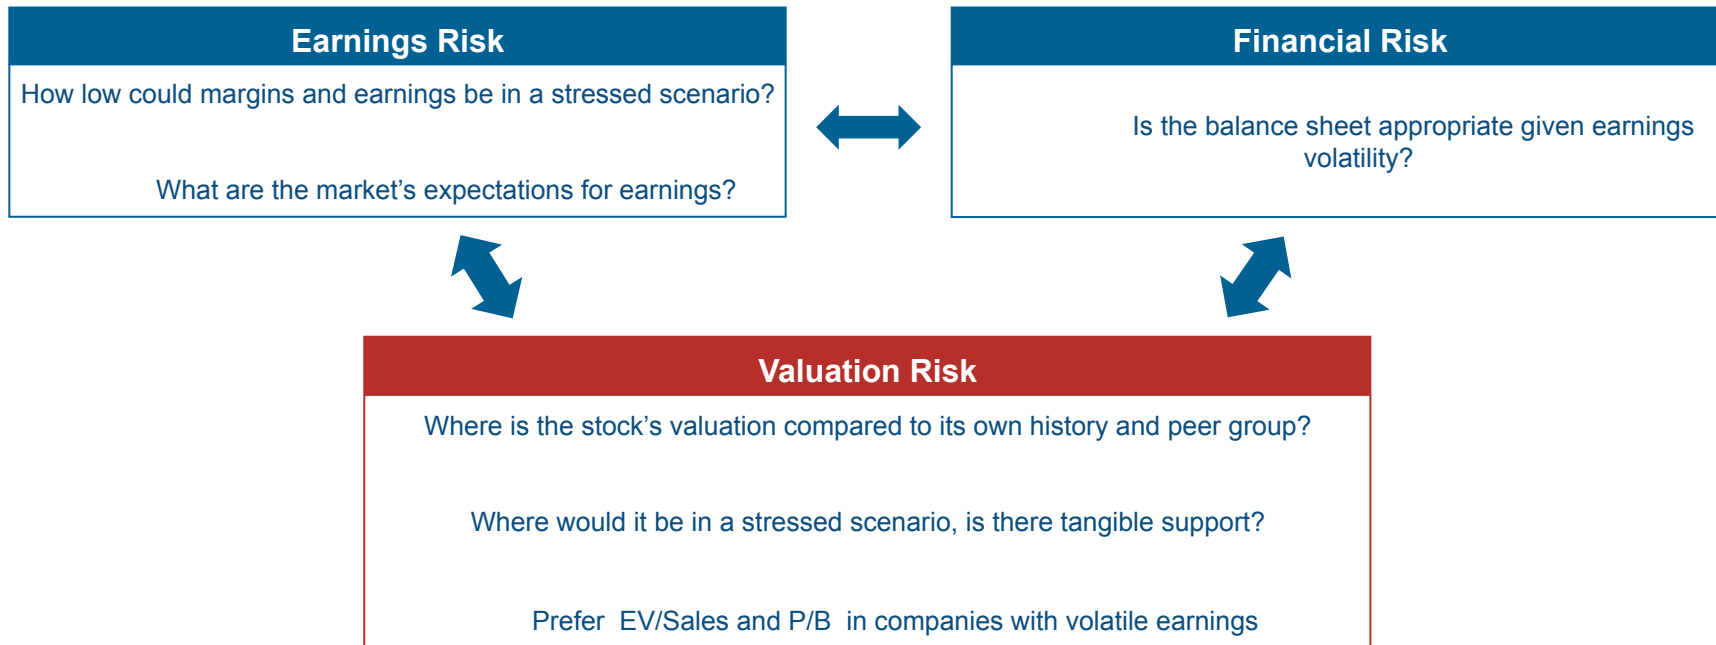 Earnings Risk
How low could margins and earnings be in a stressed scenario?
What are the market’s expectations for earnings?
Financial Risk
Is the balance sheet appropriate given earnings
volatility?
Valuation Risk
Where is the stock’s valuation compared to its own history and peer group?
Where would it be in a stressed scenario, is there tangible support?
Prefer  EV/Sales and P/B  in companies with volatile earnings